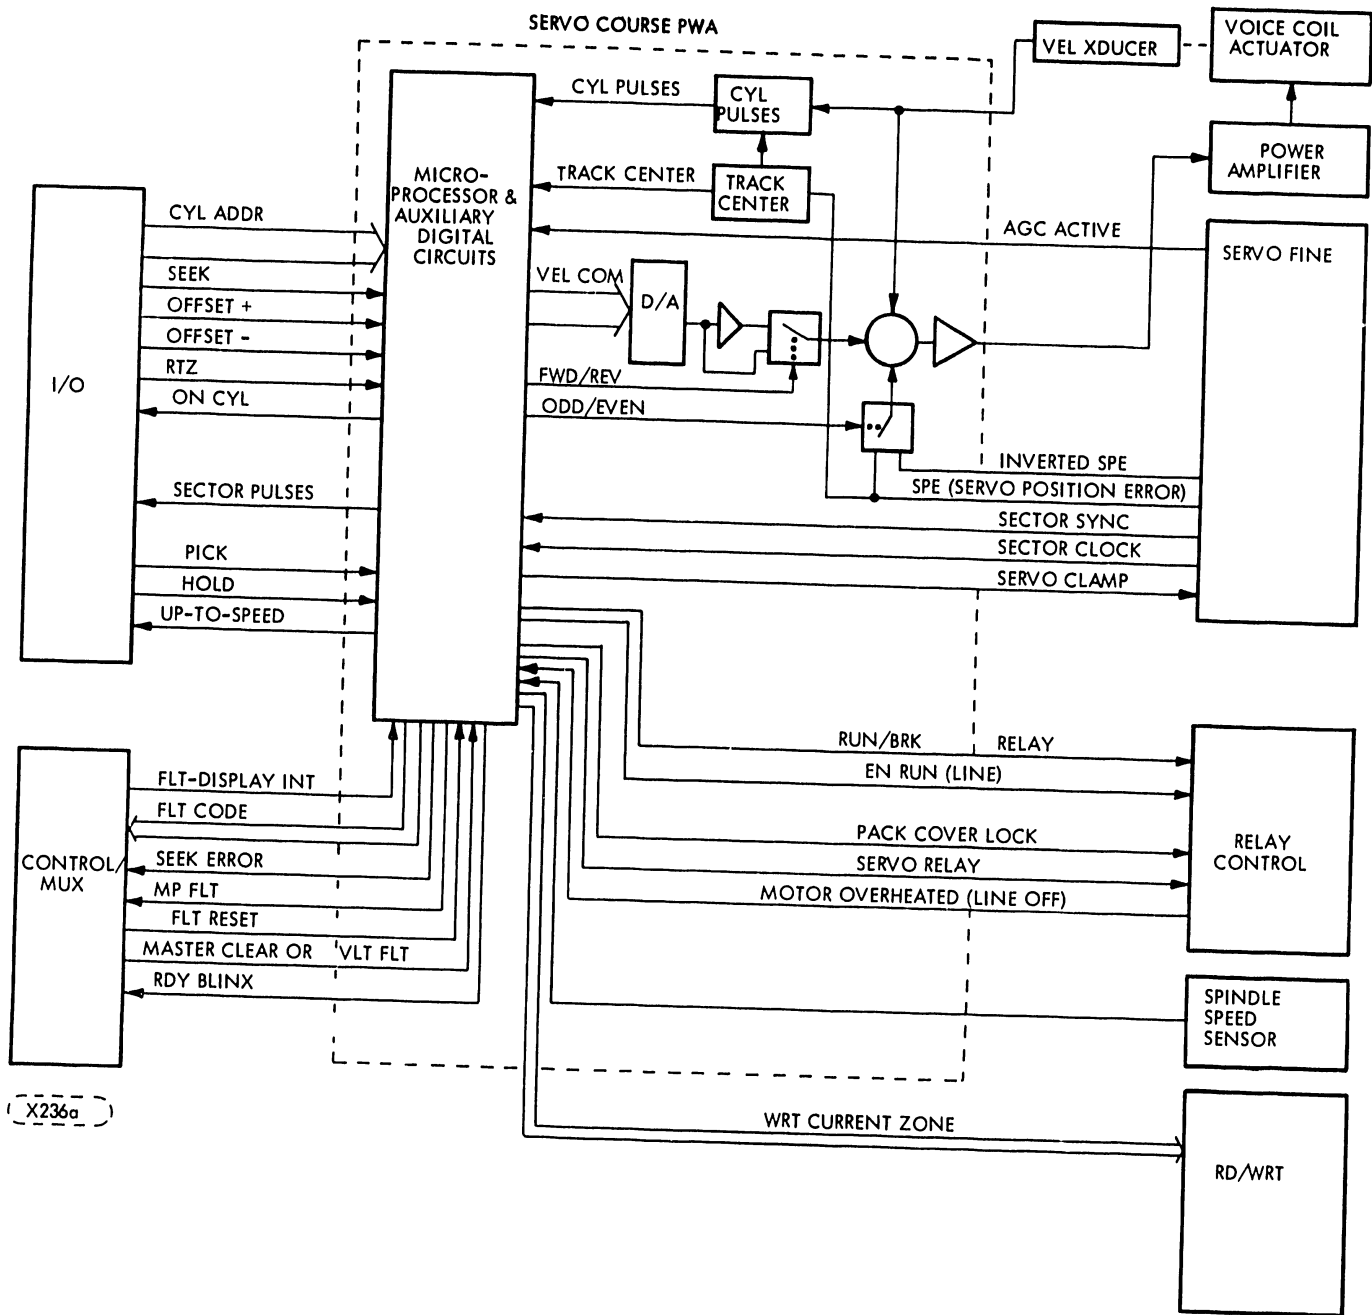 SERVO COURSE PWA
VEL XDUCER
VOICE COIL
ACTUATOR
CYL PULSES
CYL
PULSES
POWER
AMPLIFIER
MICRO-
PROCESSOR &
AUXILIARY
DIGITAL
CIRCUITS
TRACK CENTER
TRACK
CENTER
CYL ADDR
AGC ACTIVE
SERVO FINE
SEEK
VEL COM
D/A
OFFSET +
OFFSET -
I/O
RTZ
FWD/REV
ON CYL
ODD/EVEN
INVERTED SPE
SPE (SERVO POSITION ERROR)
SECTOR PULSES
SECTOR SYNC
SECTOR CLOCK
PICK
SERVO CLAMP
HOLD
UP-TO-SPEED
RUN/BRK RELAY
EN RUN (LINE)
FLT-DISPLAY INT
FLT CODE
PACK COVER LOCK
RELAY
CONTROL
CONTROL/
MUX
SEEK ERROR
SERVO RELAY
MP FLT
MOTOR OVERHEATED (LINE OFF)
FLT RESET
MASTER CLEAR OR VLT FLT
RDY BLINX
SPINDLE
SPEED
SENSOR
X236a
WRT CURRENT ZONE
RD/WRT